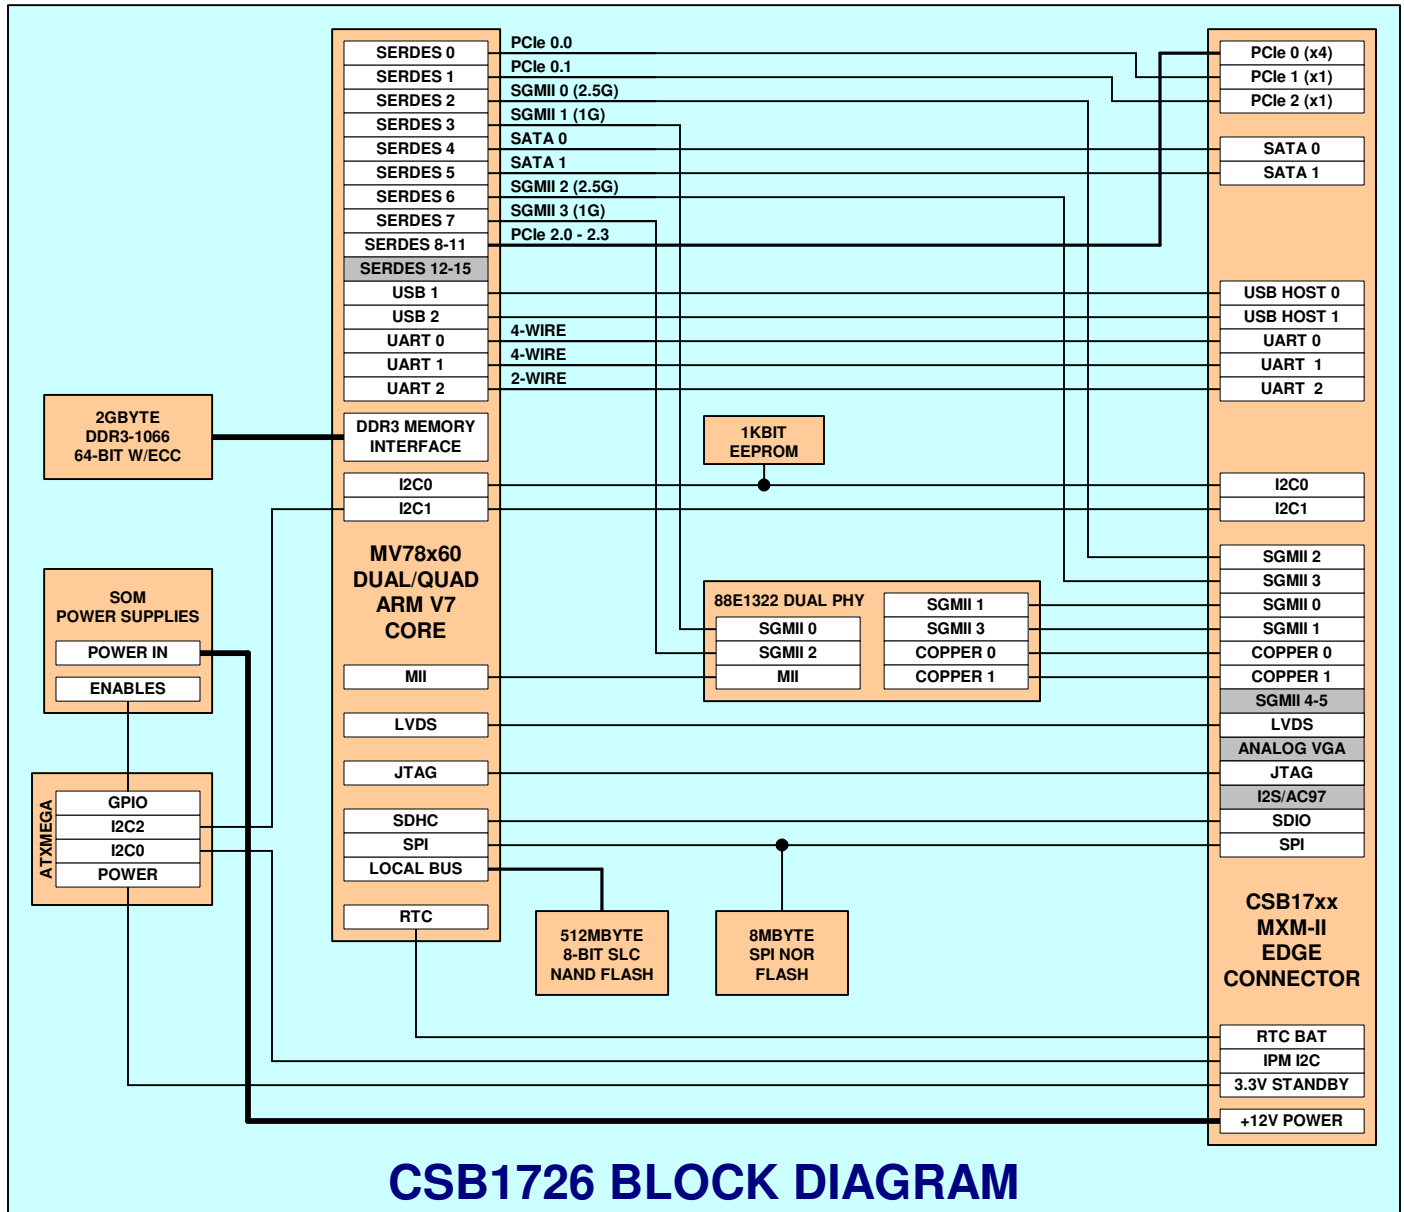 SERDES 0
SERDES 1
SERDES 2
SERDES 3
SERDES 4
SERDES 5
SERDES 6
SERDES 7
SERDES 8-11
SERDES 12-15
USB 1
USB 2
UART 0
UART 1
UART 2
DDR3 MEMORY
INTERFACE
I2C0
I2C1
MV78x60
DUAL/QUAD
ARM V7
CORE
MII
LVDS
JTAG
SDHC
SPI
LOCAL BUS
RTC
PCIe 0.0
PCIe 0.1
SGMII 0 (2.5G)
SGMII 1 (1G)
SATA 0
SATA 1
SGMII 2 (2.5G)
SGMII 3 (1G)
PCIe 2.0 - 2.3
4-WIRE
4-WIRE
2-WIRE
2GBYTE
DDR3-1066
64-BIT W/ECC
SOM
POWER SUPPLIES
POWER IN
ENABLES
ATXMEGA
GPIO
I2C2
I2C0
POWER
1KBIT
EEPROM
88E1322 DUAL PHY
SGMII 0
SGMII 2
MII
SGMII 1
SGMII 3
COPPER 0
COPPER 1
512MBYTE
8-BIT SLC
NAND FLASH
8MBYTE
SPI NOR
FLASH
PCIe 0 (x4)
PCIe 1 (x1)
PCIe 2 (x1)
SATA 0
SATA 1
USB HOST 0
USB HOST 1
UART 0
UART 1
UART 2
I2C0
I2C1
SGMII 2
SGMII 3
SGMII 0
SGMII 1
COPPER 0
COPPER 1
SGMII 4-5
LVDS
ANALOG VGA
JTAG
I2S/AC97
SDIO
SPI
CSB17xx
MXM-II
EDGE
CONNECTOR
RTC BAT
IPM I2C
3.3V STANDBY
+12V POWER
CSB1726 BLOCK DIAGRAM